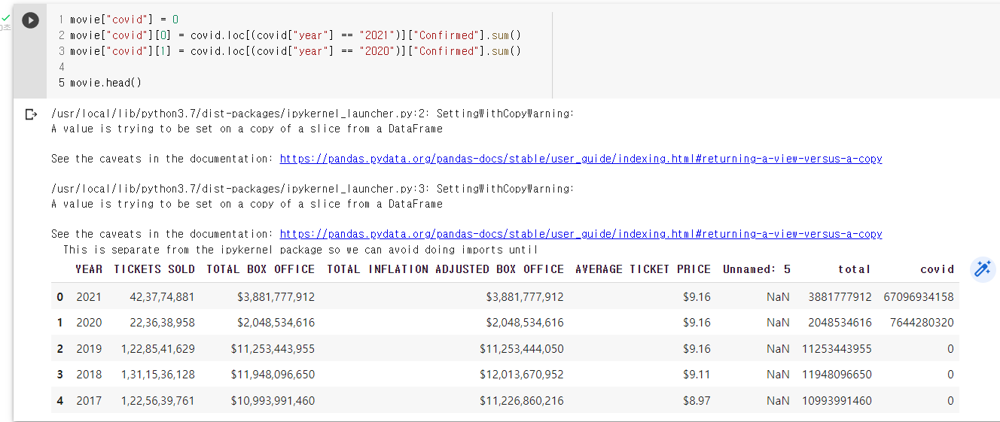 1 movie["covid"] = 0
2 movie["covid"][0] = covid.loc[(covid["year"] == "2021")]["Confirmed"].sum()
3 movie["covid"][1] = covid.loc[(covid["year"] == "2020")]["Confirmed"].sum()
4
5 movie.head()
/usr/local/lib/python3.7/dist-packages/ipykernel_launcher.py:2: SettingWithCopyWarning:
A value is trying to be set on a copy of a slice from a DataFrame
See the caveats in the documentation: https://pandas.pydata.org/pandas-docs/stable/user_guide/indexing.html#returning-a-view-versus-a-copy
/usr/local/lib/python3.7/dist-packages/ipykernel_launcher.py:3: SettingWithCopyWarning:
A value is trying to be set on a copy of a slice from a DataFrame
See the caveats in the documentation: https://pandas.pydata.org/pandas-docs/stable/user_guide/indexing.html#returning-a-view-versus-a-copy
This is separate from the ipykernel package so we can avoid doing imports until
YEAR TICKETS SOLD TOTAL BOX OFFICE TOTAL INFLATION ADJUSTED BOX OFFICE AVERAGE TICKET PRICE Unnamed: 5 total covid
0 2021 42,37,74,881 $3,881,777,912 $3,881,777,912 $9.16 NaN 3881777912 67096934158
1 2020 22,36,38,958 $2,048,534,616 $2,048,534,616 $9.16 NaN 2048534616 7644280320
2 2019 1,22,85,41,629 $11,253,443,955 $11,253,444,050 $9.16 NaN 11253443955 0
3 2018 1,31,15,36,128 $11,948,096,650 $12,013,670,952 $9.11 NaN 11948096650 0
4 2017 1,22,56,39,761 $10,993,991,460 $11,226,860,216 $8.97 NaN 10993991460 0